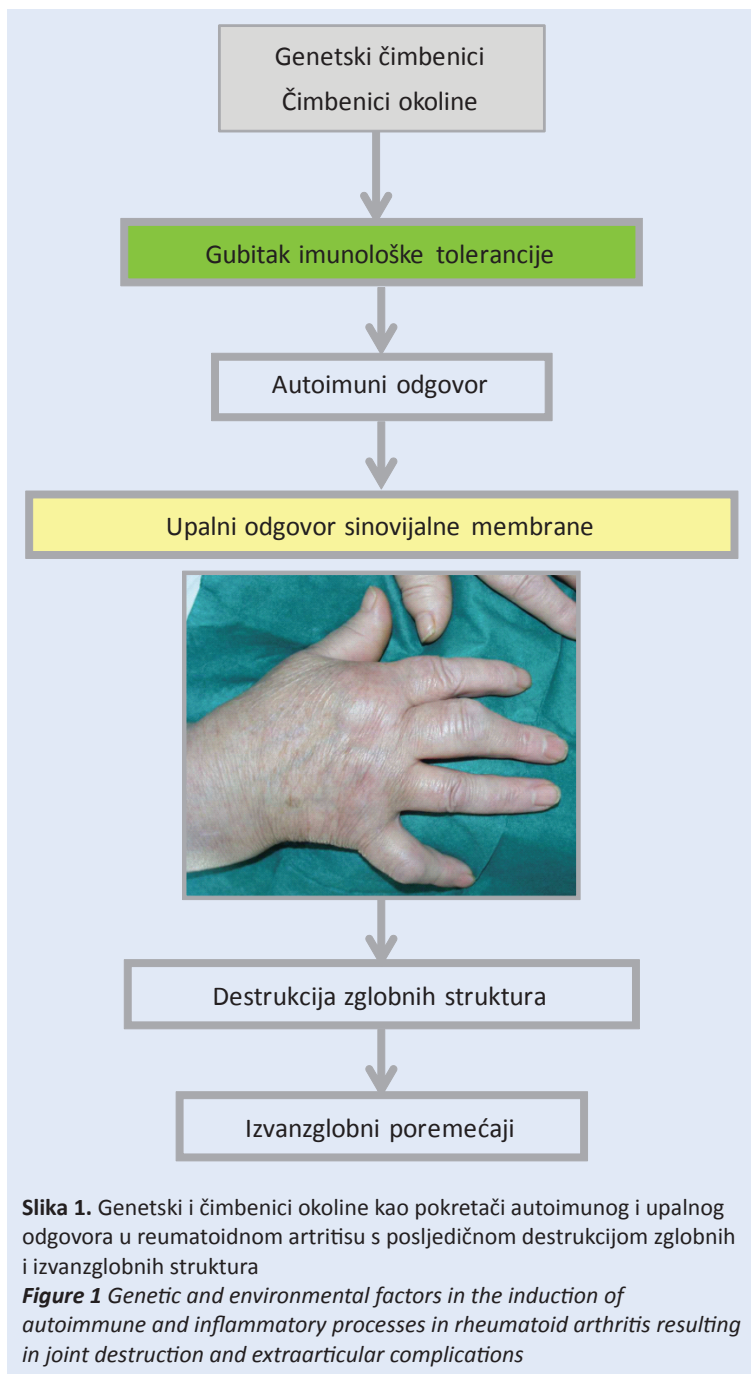 Genetski čimbenici
Čimbenici okoline
Gubitak imunološke tolerancije
Autoimuni odgovor
Upalni odgovor sinovijalne membrane
Destrukcija zglobnih struktura
Izvanzglobni poremećaji
Slika 1. Genetski i čimbenici okoline kao pokretači autoimunog i upalnog
odgovora u reumatoidnom artritisu s posljedičnom destrukcijom zglobnih
i izvanzglobnih struktura
Figure 1 Genetic and environmental factors in the induction of
autoimmune and inflammatory processes in rheumatoid arthritis resulting
in joint destruction and extraarticular complications